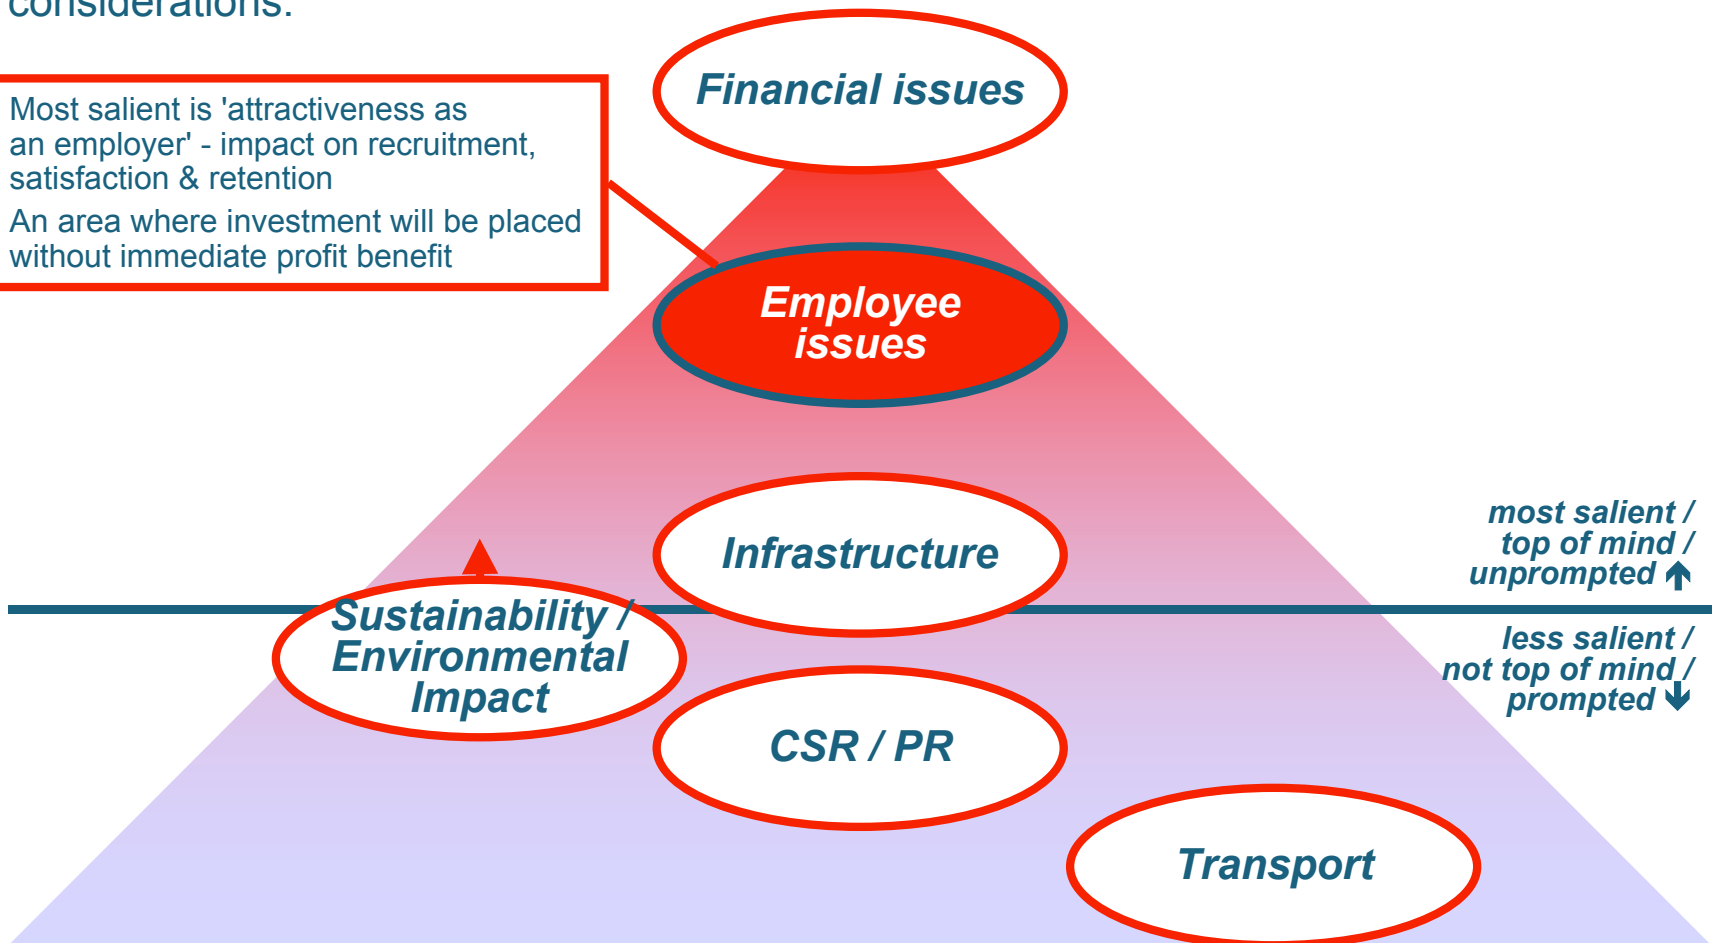 considerations.
Financial issues
Most salient is 'attractiveness as
an employer' - impact on recruitment,
satisfaction & retention
An area where investment will be placed
without immediate profit benefit
Employee
issues
Infrastructure
most salient /
top of mind /
unprompted ↑
Sustainability /
Environmental
Impact
less salient /
not top of mind /
prompted ↓
CSR / PR
Transport